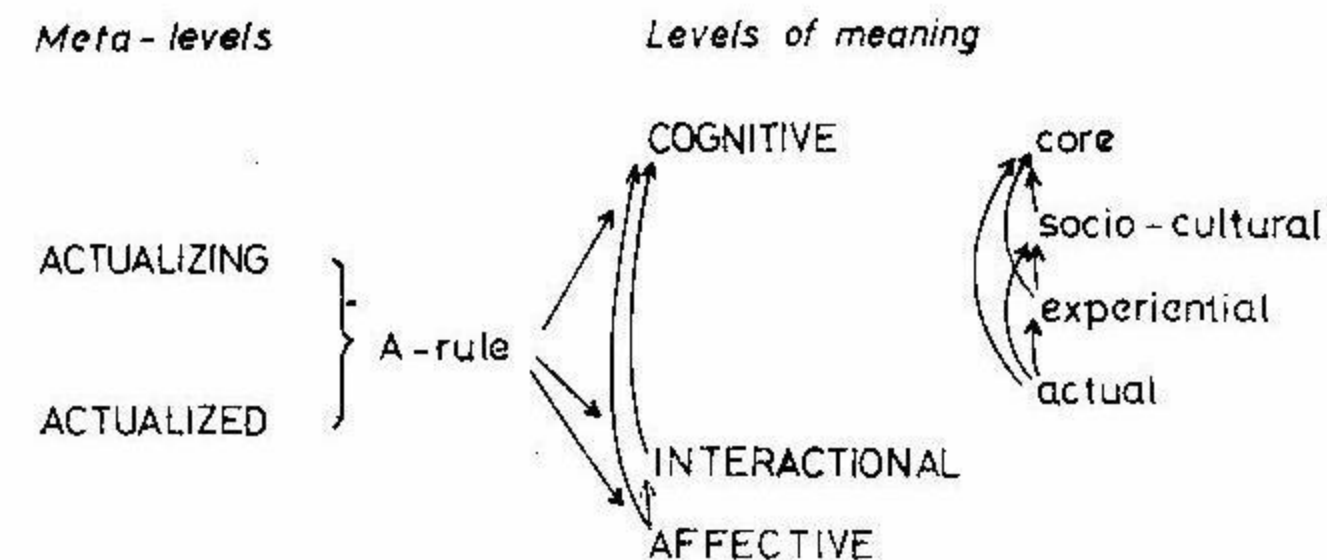 Meta-levels Levels of meaning
COGNITIVE core
socio-cultural
ACTUALIZING
experiential
A-rule
actual
ACTUALIZED
INTERACTIONAL
AFFECTIVE